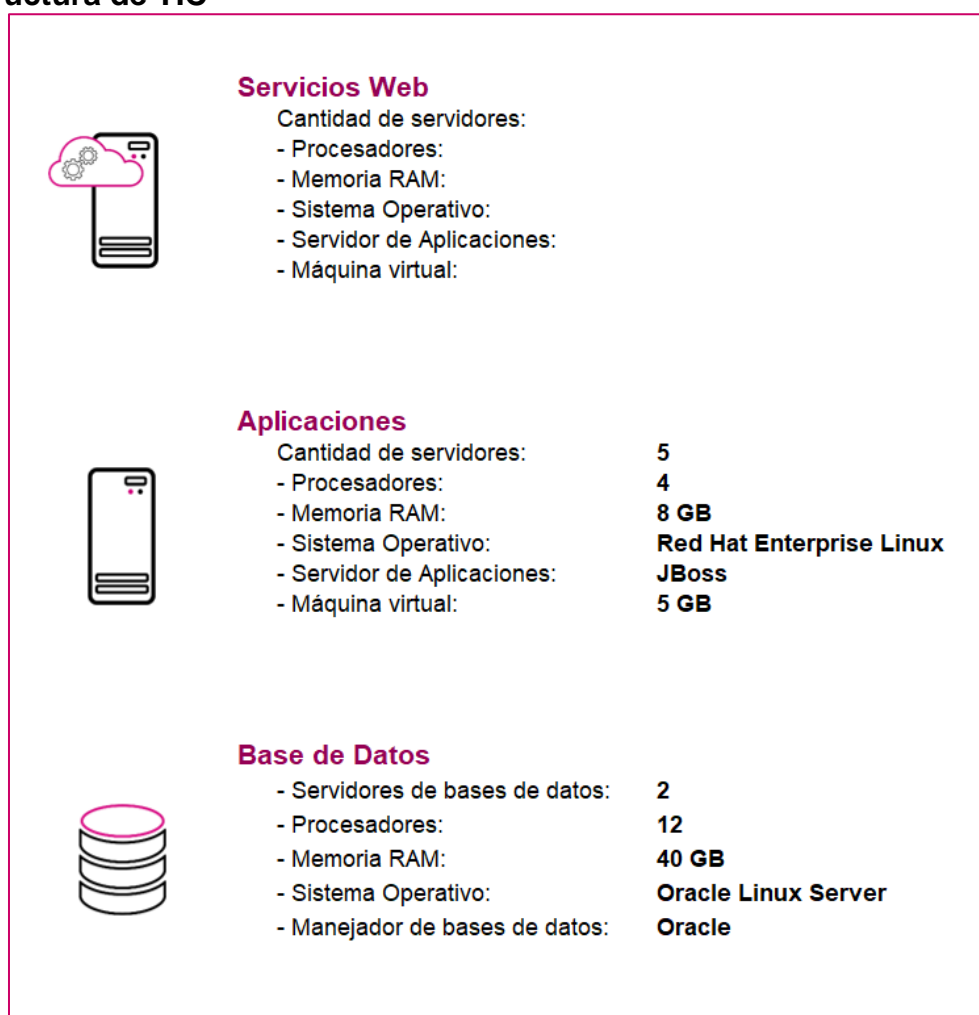 de TIC
Servicios Web
Cantidad de servidores:
- Procesadores:
- Memoria RAM:
- Sistema Operativo:
- Servidor de Aplicaciones:
- Máquina virtual:
Aplicaciones
Cantidad de servidores: 5
- Procesadores: 4
- Memoria RAM: 8 GB
- Sistema Operativo: Red Hat Enterprise Linux
- Servidor de Aplicaciones: JBoss
- Máquina virtual: 5 GB
Base de Datos
- Servidores de bases de datos: 2
- Procesadores: 12
- Memoria RAM: 40 GB
- Sistema Operativo: Oracle Linux Server
- Manejador de bases de datos: Oracle